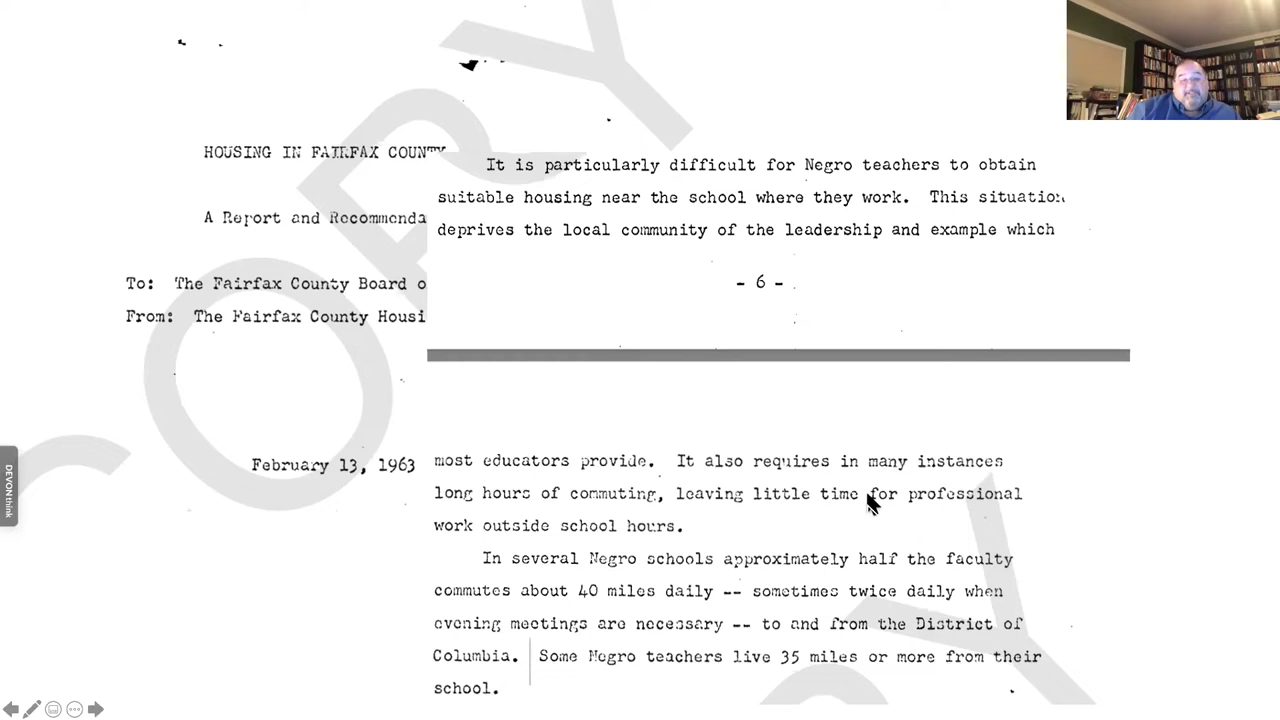 HOUSING IN FAIRFAX COUNTY
A Report and Recommenda
To: The Fairfax County Board o
From: The Fairfax County Housi
February 13, 1963
It is particularly difficult for Negro teachers to obtain
suitable housing near the school where they work. This situation
deprives the local community of the leadership and example which
- 6 -
most educators provide. It also requires in many instances
long hours of commuting, leaving little time for professional
work outside school hours.
In several Negro schools approximately half the faculty
commutes about 40 miles daily -- sometimes twice daily when
evening meetings are necessary -- to and from the District of
Columbia. Some Negro teachers live 35 miles or more from their
school.
DEVONthink
COPY